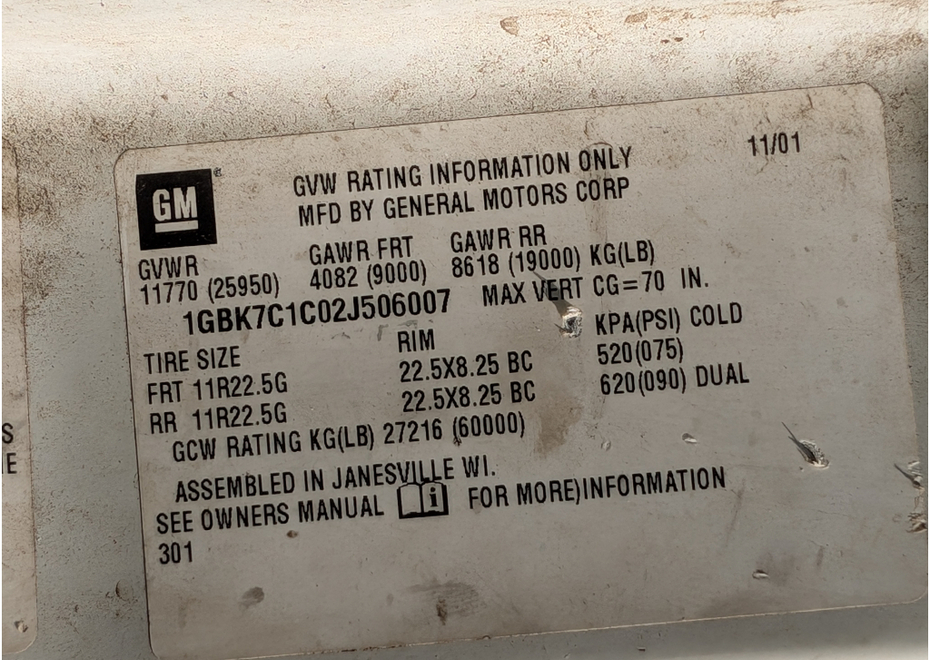 11/01
GM
GVW RATING INFORMATION ONLY
MFD BY GENERAL MOTORS CORP
GVWR GAWR FRT GAWR RR
11770 (25950) 4082 (9000) 8618 (19000) KG(LB)
1GBK7C1C02J506007 MAX VERT CG=70 IN.
TIRE SIZE RIM KPA(PSI) COLD
FRT 11R22.5G 22.5X8.25 BC 520(075)
RR 11R22.5G 22.5X8.25 BC 620(090) DUAL
GCW RATING KG(LB) 27216 (60000)
ASSEMBLED IN JANESVILLE WI.
SEE OWNERS MANUAL i FOR MORE)INFORMATION
301
S
E